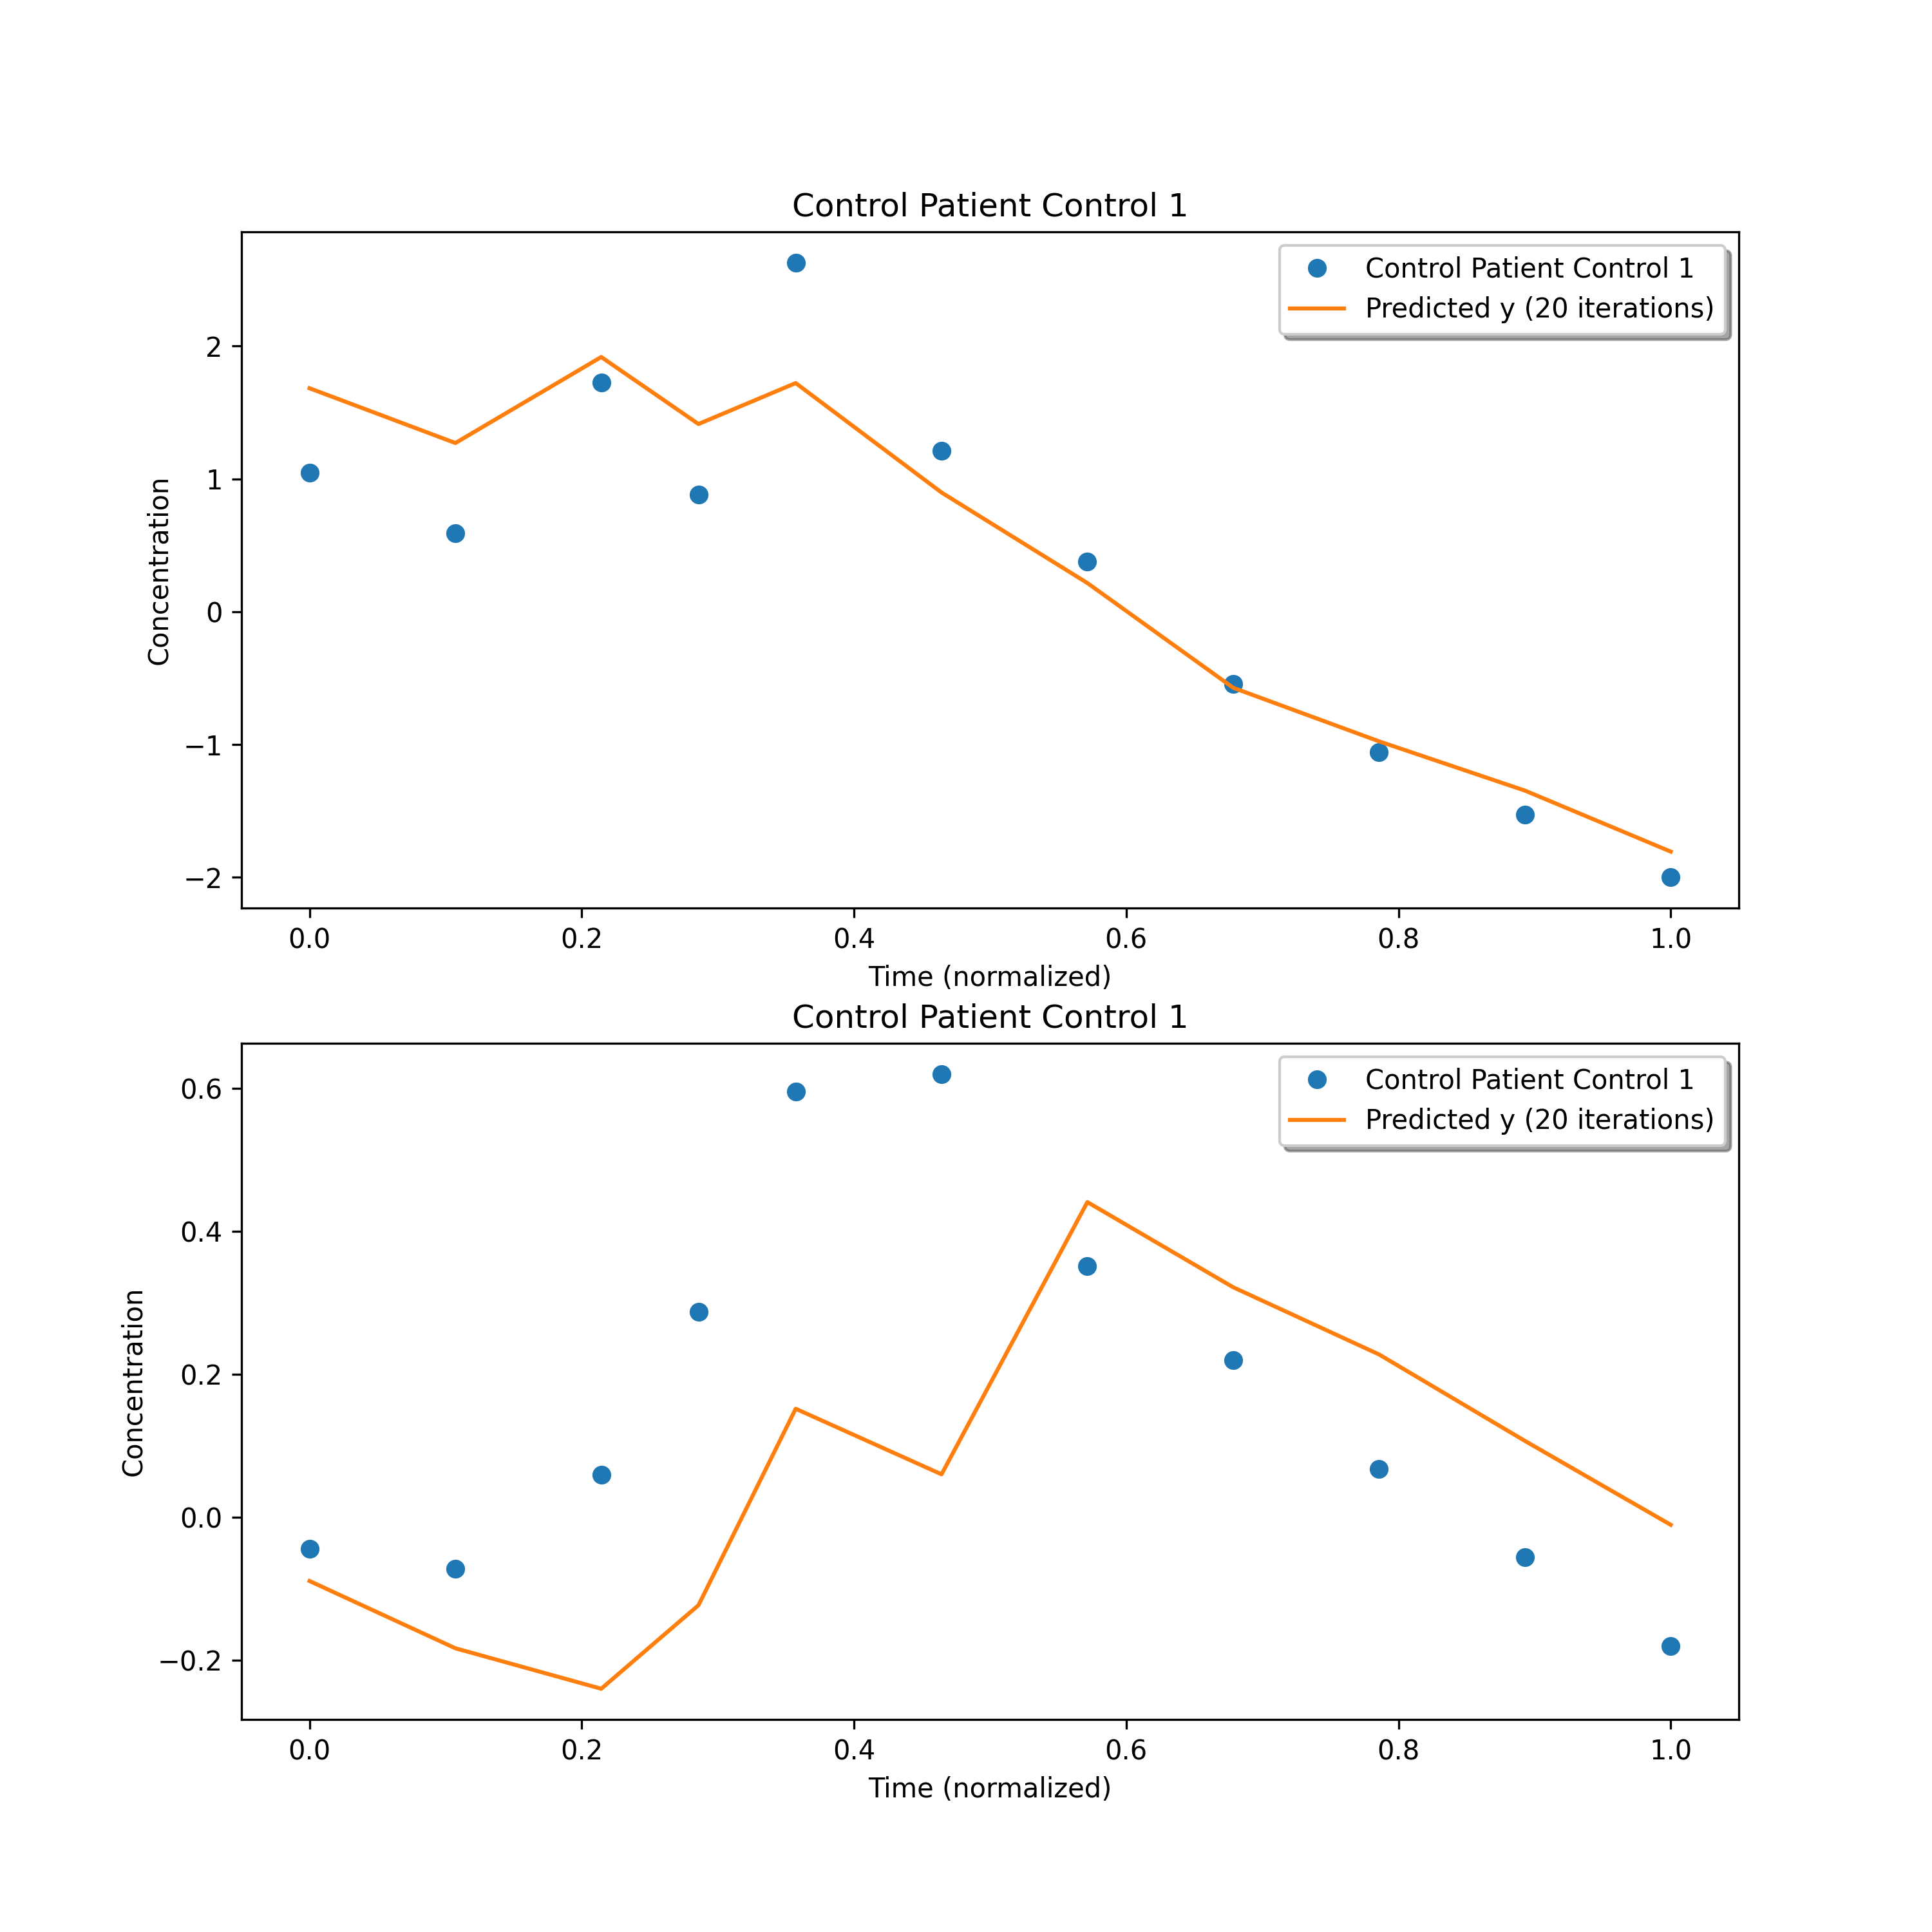 Control Patient Control 1
Control Patient Control 1
Predicted y (20 iterations)
Concentration
2
1
0
−1
−2
0.0 0.2 0.4 0.6 0.8 1.0
Time (normalized)
Control Patient Control 1
Control Patient Control 1
Predicted y (20 iterations)
Concentration
0.6
0.4
0.2
0.0
−0.2
0.0 0.2 0.4 0.6 0.8 1.0
Time (normalized)